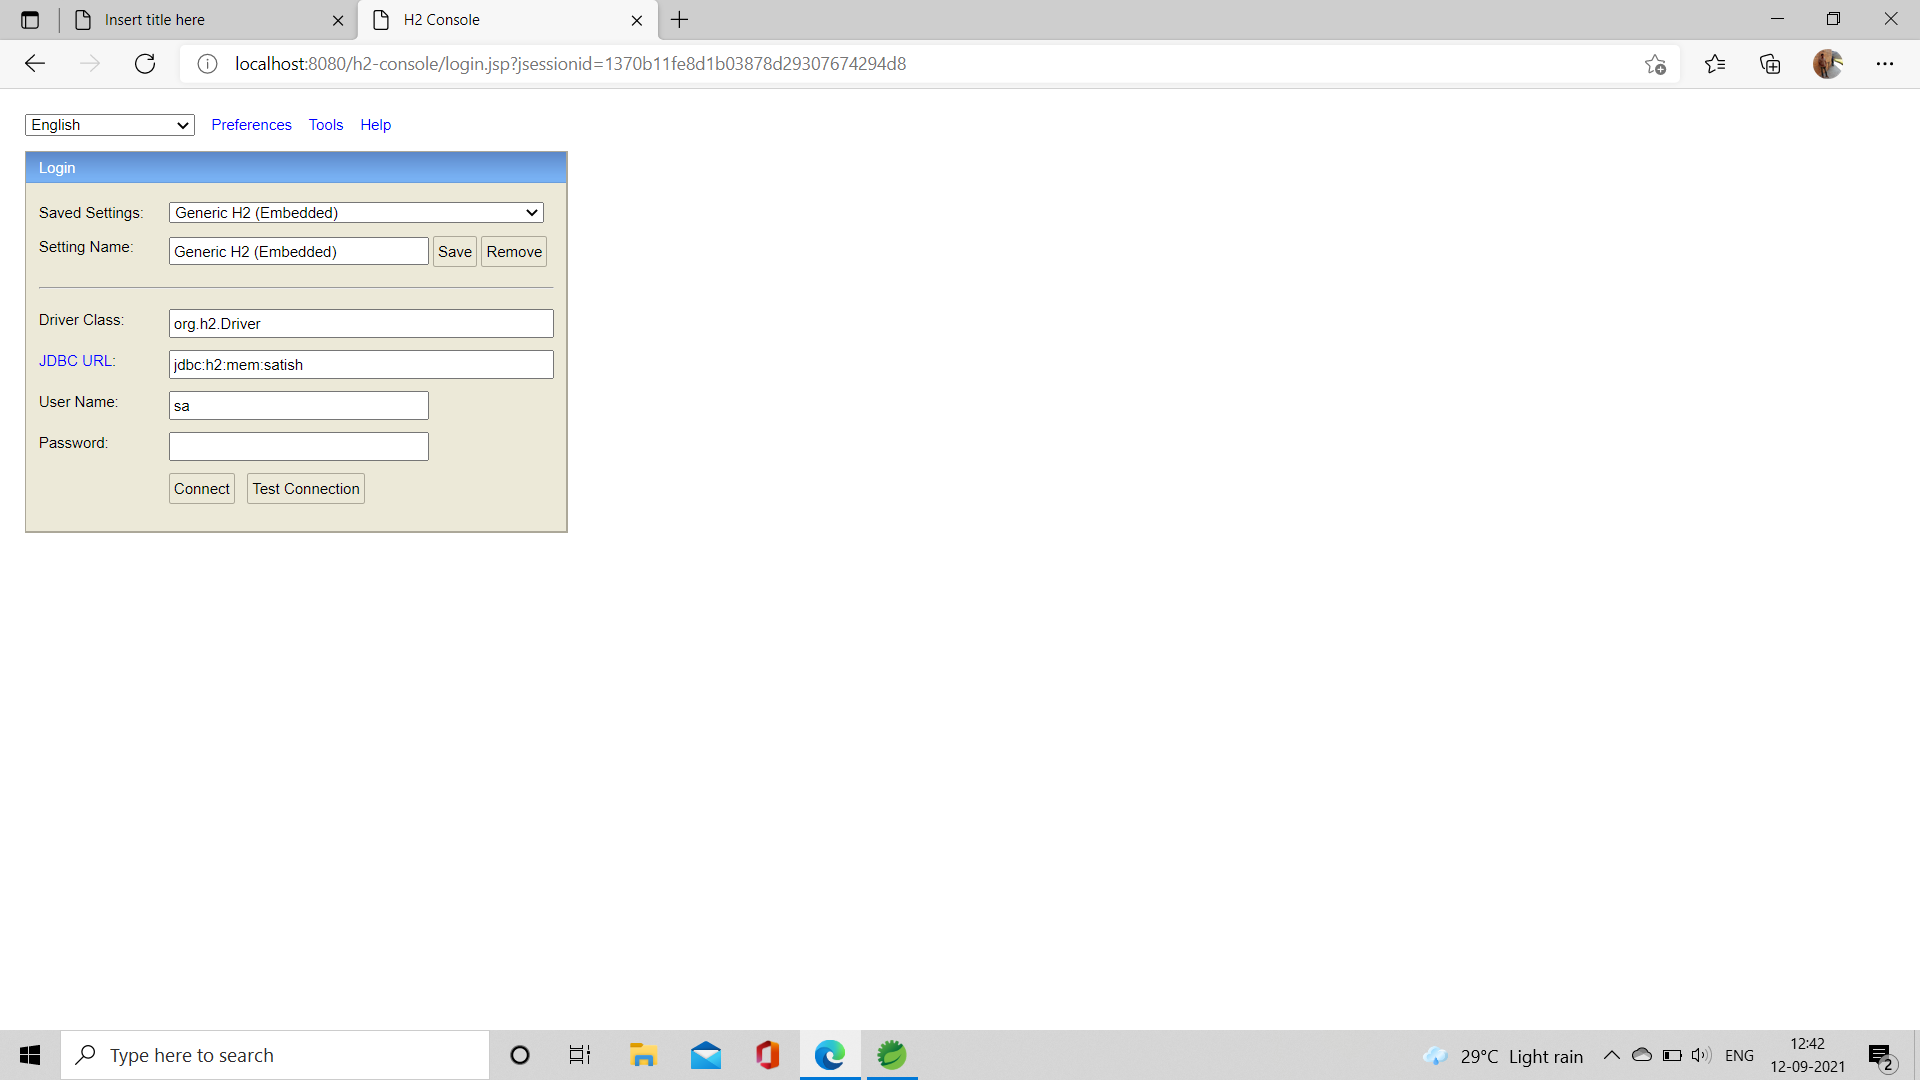 Insert title here
H2 Console
localhost:8080/h2-console/login.jsp?jsessionid=1370b11fe8d1b03878d29307674294d8
English Preferences Tools Help
Login
Saved Settings: Generic H2 (Embedded)
Setting Name: Generic H2 (Embedded) Save Remove
Driver Class: org.h2.Driver
JDBC URL: jdbc:h2:mem:satish
User Name: sa
Password:
Connect Test Connection
Type here to search
29°C Light rain
ENG
12:42
12-09-2021
2